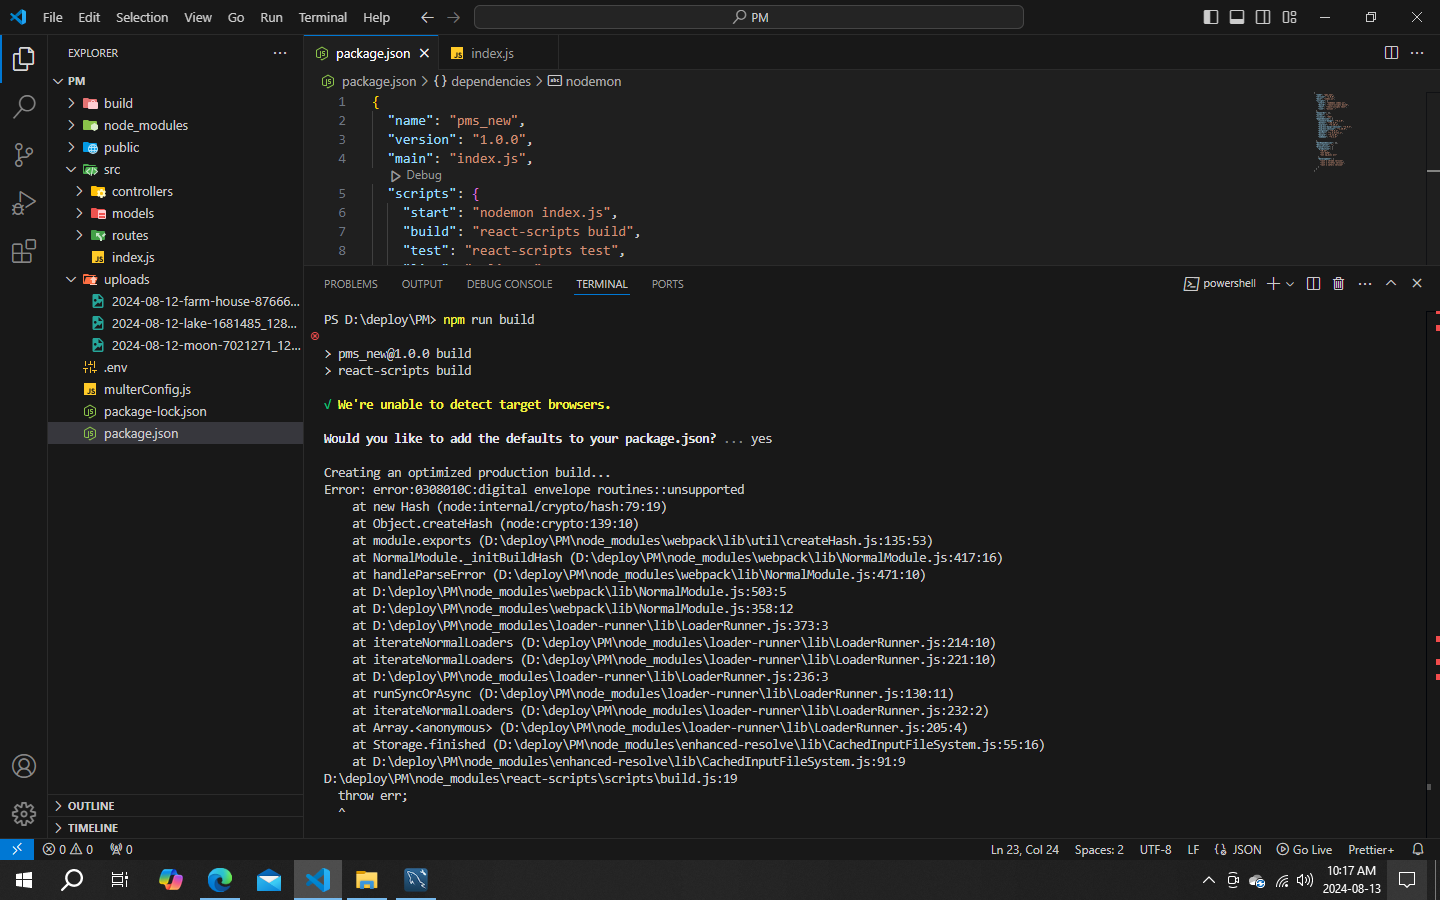 File Edit Selection View Go Run Terminal Help
PM
EXPLORER
PM
build
node_modules
public
src
controllers
models
routes
index.js
uploads
2024-08-12-farm-house-87666...
2024-08-12-lake-1681485_128...
2024-08-12-moon-7021271_12...
.env
multerConfig.js
package-lock.json
package.json
OUTLINE
TIMELINE
package.json
index.js
package.json > {} dependencies > abc nodemon
1 {
2 "name": "pms_new",
3 "version": "1.0.0",
4 "main": "index.js",
Debug
5 "scripts": {
6 "start": "nodemon index.js",
7 "build": "react-scripts build",
8 "test": "react-scripts test",
PROBLEMS OUTPUT DEBUG CONSOLE TERMINAL PORTS
powershell
PS D:\deploy\PM> npm run build
> pms_new@1.0.0 build
> react-scripts build
√ We're unable to detect target browsers.
Would you like to add the defaults to your package.json? ... yes
Creating an optimized production build...
Error: error:0308010C:digital envelope routines::unsupported
at new Hash (node:internal/crypto/hash:79:19)
at Object.createHash (node:crypto:139:10)
at module.exports (D:\deploy\PM\node_modules\webpack\lib\util\createHash.js:135:53)
at NormalModule._initBuildHash (D:\deploy\PM\node_modules\webpack\lib\NormalModule.js:417:16)
at handleParseError (D:\deploy\PM\node_modules\webpack\lib\NormalModule.js:471:10)
at D:\deploy\PM\node_modules\webpack\lib\NormalModule.js:503:5
at D:\deploy\PM\node_modules\webpack\lib\NormalModule.js:358:12
at D:\deploy\PM\node_modules\loader-runner\lib\LoaderRunner.js:373:3
at iterateNormalLoaders (D:\deploy\PM\node_modules\loader-runner\lib\LoaderRunner.js:214:10)
at iterateNormalLoaders (D:\deploy\PM\node_modules\loader-runner\lib\LoaderRunner.js:221:10)
at D:\deploy\PM\node_modules\loader-runner\lib\LoaderRunner.js:236:3
at runSyncOrAsync (D:\deploy\PM\node_modules\loader-runner\lib\LoaderRunner.js:130:11)
at iterateNormalLoaders (D:\deploy\PM\node_modules\loader-runner\lib\LoaderRunner.js:232:2)
at Array.<anonymous> (D:\deploy\PM\node_modules\loader-runner\lib\LoaderRunner.js:205:4)
at Storage.finished (D:\deploy\PM\node_modules\enhanced-resolve\lib\CachedInputFileSystem.js:55:16)
at D:\deploy\PM\node_modules\enhanced-resolve\lib\CachedInputFileSystem.js:91:9
D:\deploy\PM\node_modules\react-scripts\scripts\build.js:19
throw err;
^
0 0 0
Ln 23, Col 24 Spaces: 2 UTF-8 LF {} JSON Go Live Prettier+
10:17 AM
2024-08-13